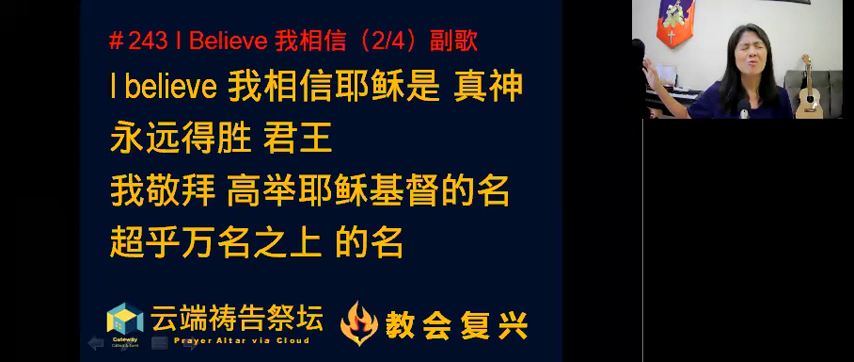 #243 I Believe 我相信（2/4）副歌
I believe 我相信耶稣是 真神
永远得胜 君王
我敬拜 高举耶稣基督的名
超乎万名之上 的名
云端祷告祭坛
Prayer Altar via Cloud
教会复兴